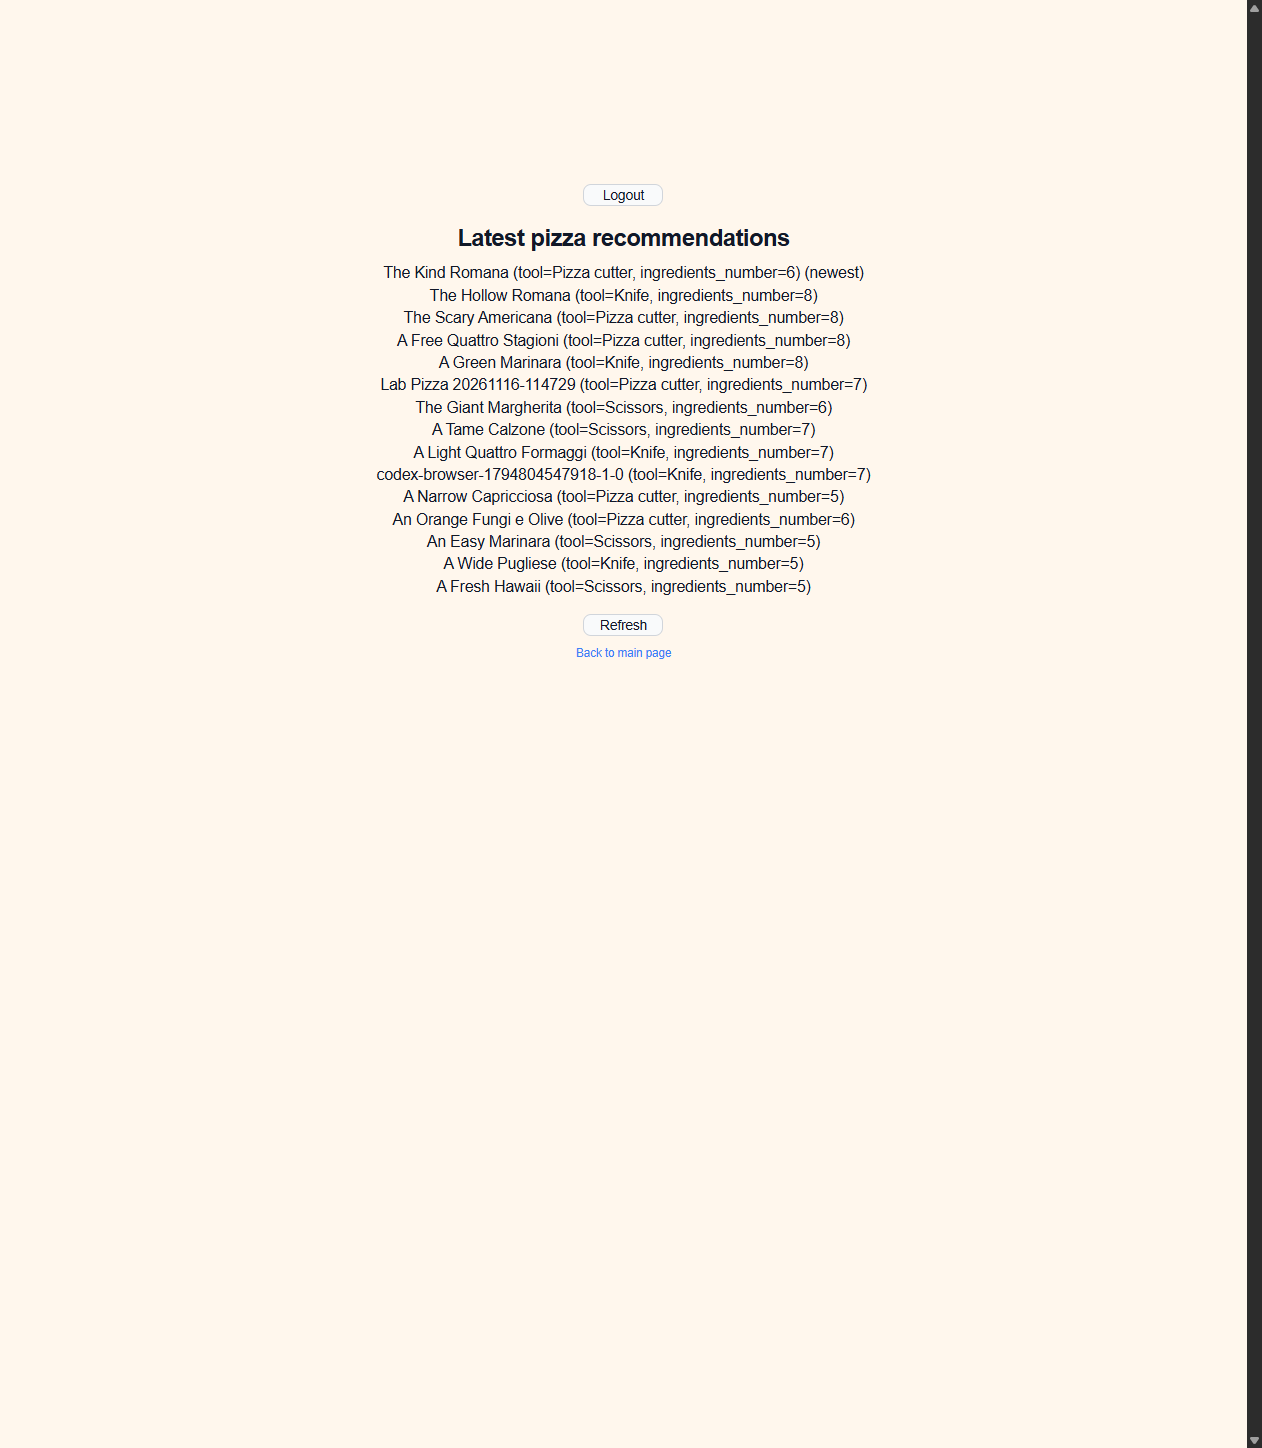 Logout
Latest pizza recommendations
The Kind Romana (tool=Pizza cutter, ingredients_number=6) (newest)
The Hollow Romana (tool=Knife, ingredients_number=8)
The Scary Americana (tool=Pizza cutter, ingredients_number=8)
A Free Quattro Stagioni (tool=Pizza cutter, ingredients_number=8)
A Green Marinara (tool=Knife, ingredients_number=8)
Lab Pizza 20261116-114729 (tool=Pizza cutter, ingredients_number=7)
The Giant Margherita (tool=Scissors, ingredients_number=6)
A Tame Calzone (tool=Scissors, ingredients_number=7)
A Light Quattro Formaggi (tool=Knife, ingredients_number=7)
codex-browser-1794804547918-1-0 (tool=Knife, ingredients_number=7)
A Narrow Capricciosa (tool=Pizza cutter, ingredients_number=5)
An Orange Fungi e Olive (tool=Pizza cutter, ingredients_number=6)
An Easy Marinara (tool=Scissors, ingredients_number=5)
A Wide Pugliese (tool=Knife, ingredients_number=5)
A Fresh Hawaii (tool=Scissors, ingredients_number=5)
Refresh
Back to main page